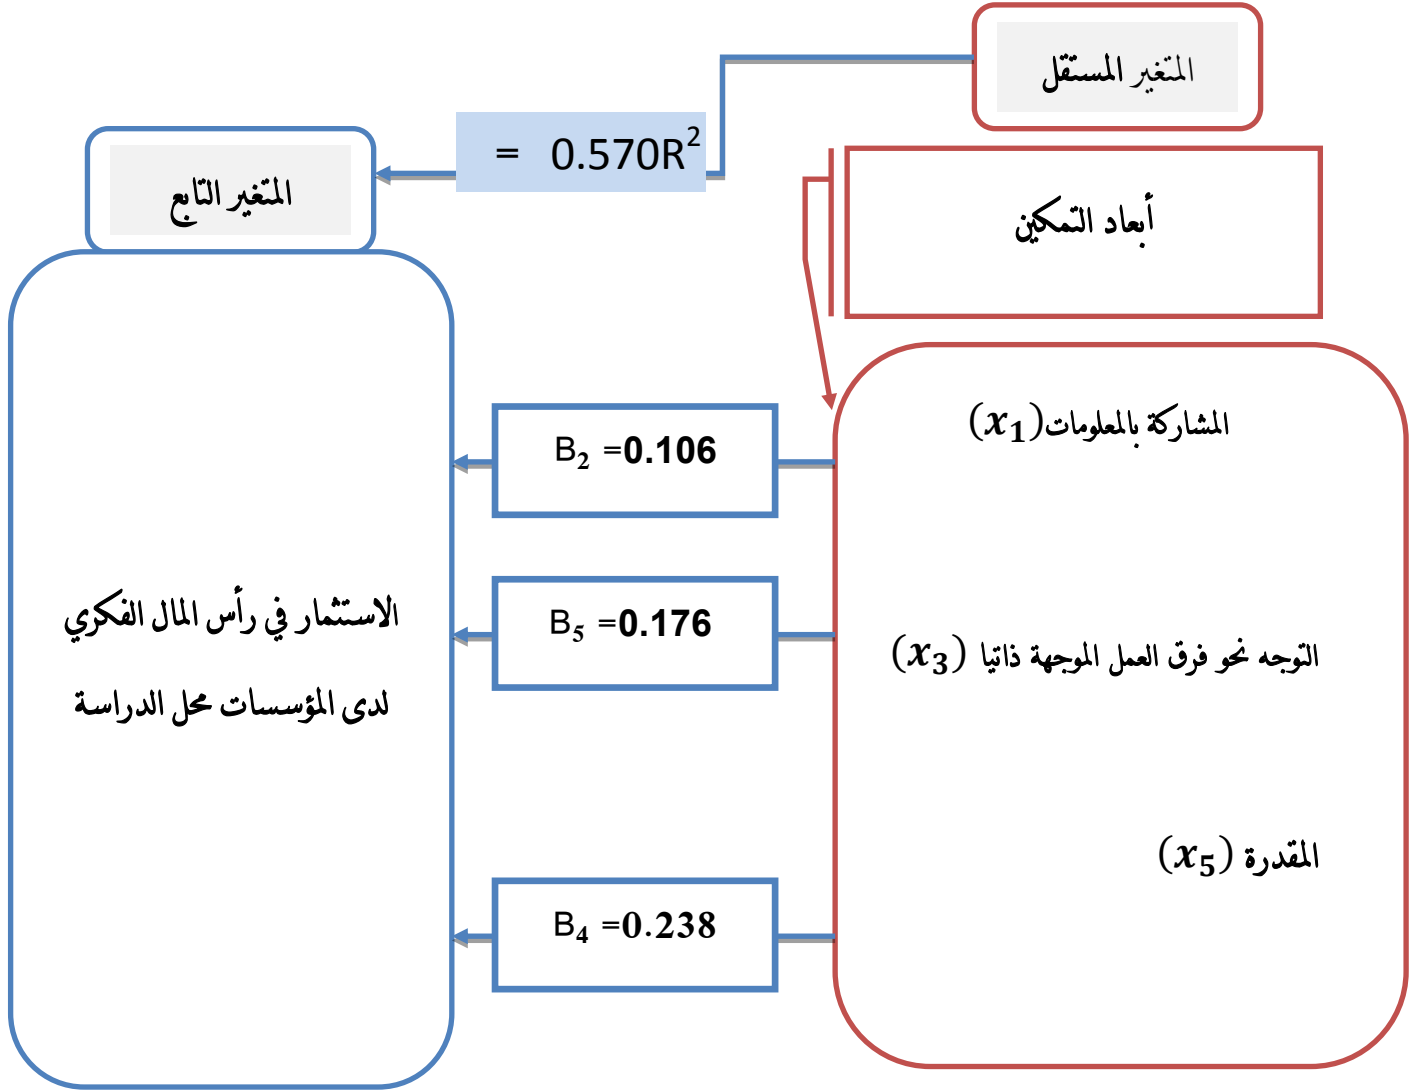 المتغير المستقل
= 0.570R²
المتغير التابع
أبعاد التمكين
المشاركة بالمعلومات(x₁)
B₂ =0.106
التوجه نحو فرق العمل الموجهة ذاتيا (x₃)
B₅ =0.176
الاستثمار في رأس المال الفكري
لدى المؤسسات محل الدراسة
المقدرة (x₅)
B₄ =0.238